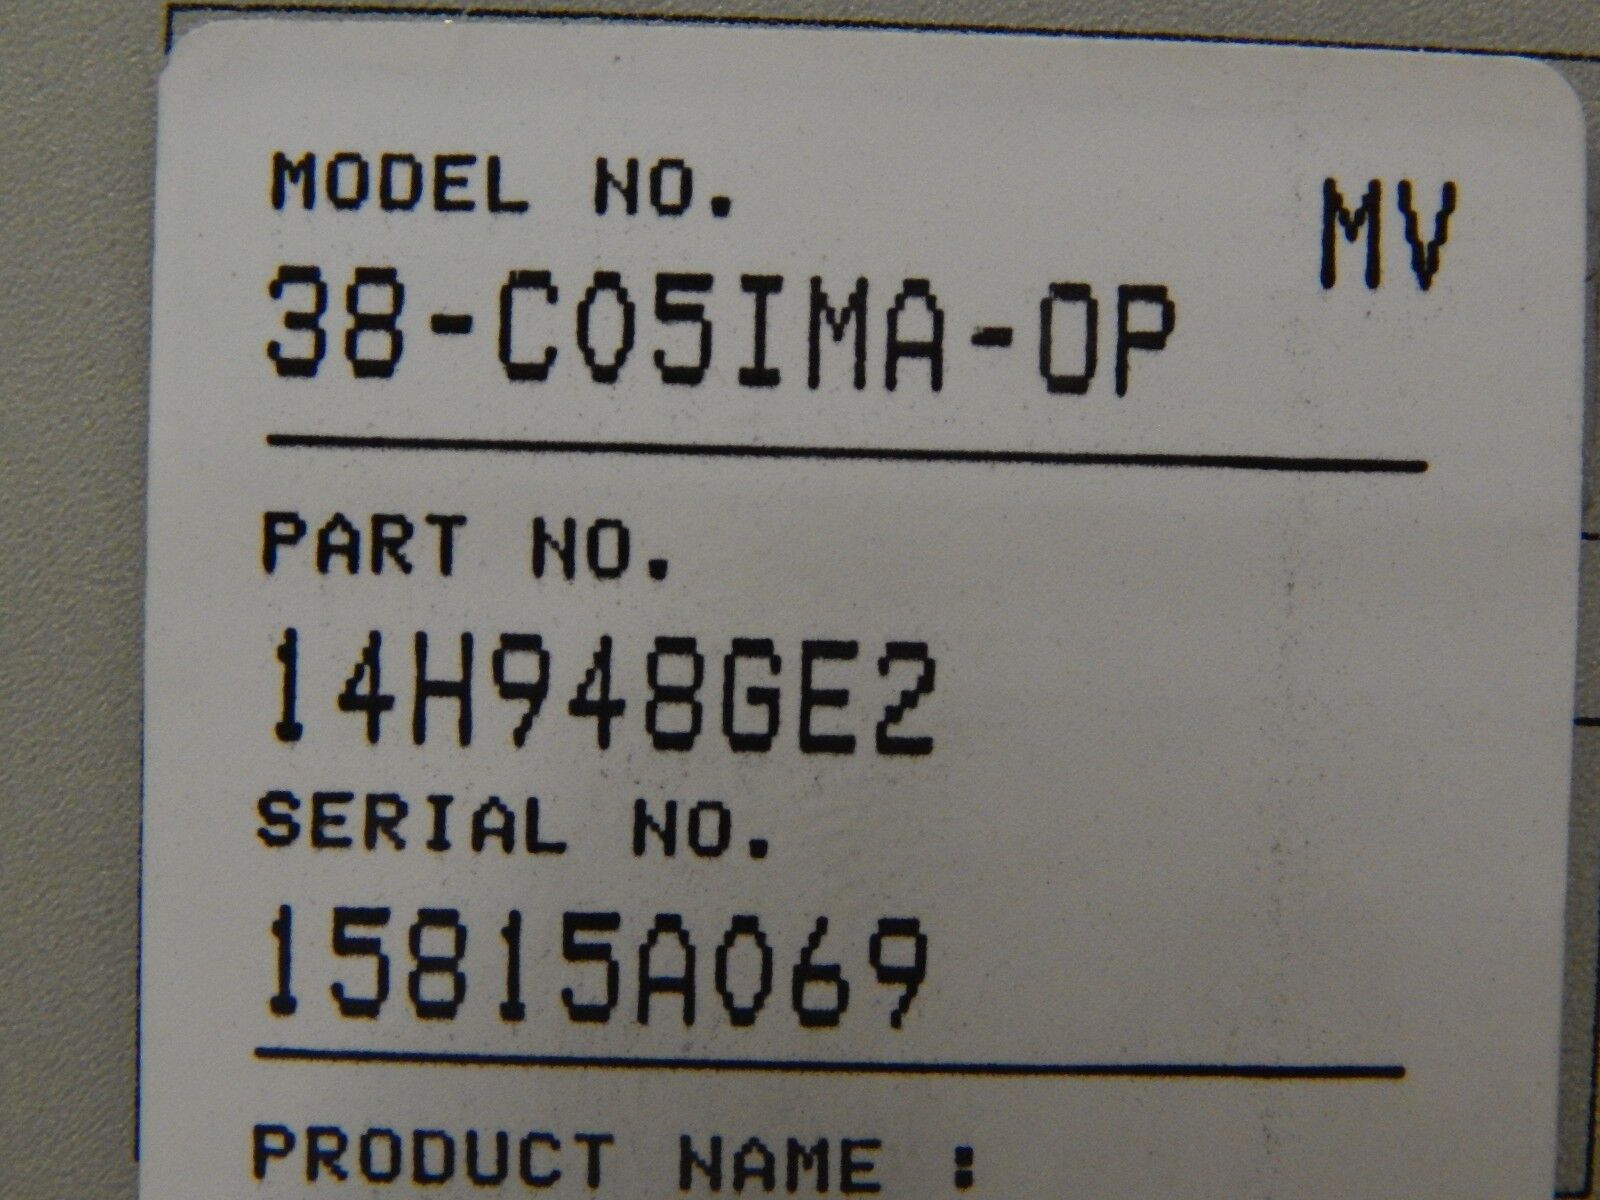 MODEL NO.
MV
38-C05IMA-OP
PART NO.
14H948GE2
SERIAL NO.
15815A069
PRODUCT NAME :